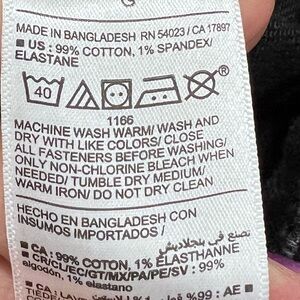 G
MADE IN BANGLADESH RN 54023 / CA 17897
■ US : 99% COTTON, 1% SPANDEX/
ELASTANE
40
®
1166
MACHINE WASH WARM/ WASH AND
DRY WITH LIKE COLORS/ CLOSE
ALL FASTENERS BEFORE WASHING/
ONLY NON-CHLORINE BLEACH WHEN
NEEDED/ TUMBLE DRY MEDIUM/
WARM IRON/ DO NOT DRY CLEAN
HECHO EN BANGLADESH CON
INSUMOS IMPORTADOS /
صنع في بنجلاديش
■ CA : 99% COTON, 1% ÉLASTHANNE
■ CR/CL/EC/GT/MX/PA/PE/SV : 99%
algodón, 1% elastano
■ AE : 99%